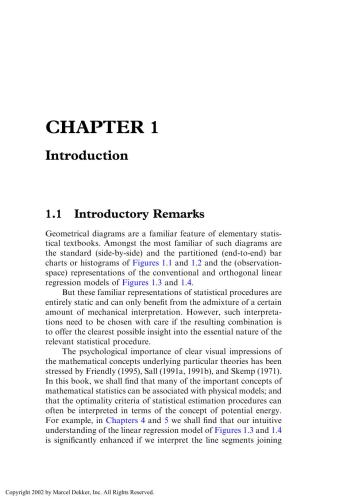 CHAPTER 1
Introduction
1.1 Introductory Remarks
Geometrical diagrams are a familiar feature of elementary statis-
tical textbooks. Amongst the most familiar of such diagrams are
the standard (side-by-side) and the partitioned (end-to-end) bar
charts or histograms of Figures 1.1 and 1.2 and the (observation-
space) representations of the conventional and orthogonal linear
regression models of Figures 1.3 and 1.4.
But these familiar representations of statistical procedures are
entirely static and can only benefit from the admixture of a certain
amount of mechanical interpretation. However, such interpreta-
tions need to be chosen with care if the resulting combination is
to offer the clearest possible insight into the essential nature of the
relevant statistical procedure.
The psychological importance of clear visual impressions of
the mathematical concepts underlying particular theories has been
stressed by Friendly (1995), Sall (1991a, 1991b), and Skemp (1971).
In this book, we shall find that many of the important concepts of
mathematical statistics can be associated with physical models; and
that the optimality criteria of statistical estimation procedures can
often be interpreted in terms of the concept of potential energy.
For example, in Chapters 4 and 5 we shall find that our intuitive
understanding of the linear regression model of Figures 1.3 and 1.4
is significantly enhanced if we interpret the line segments joining
Copyright 2002 by Marcel Dekker, Inc. All Rights Reserved.